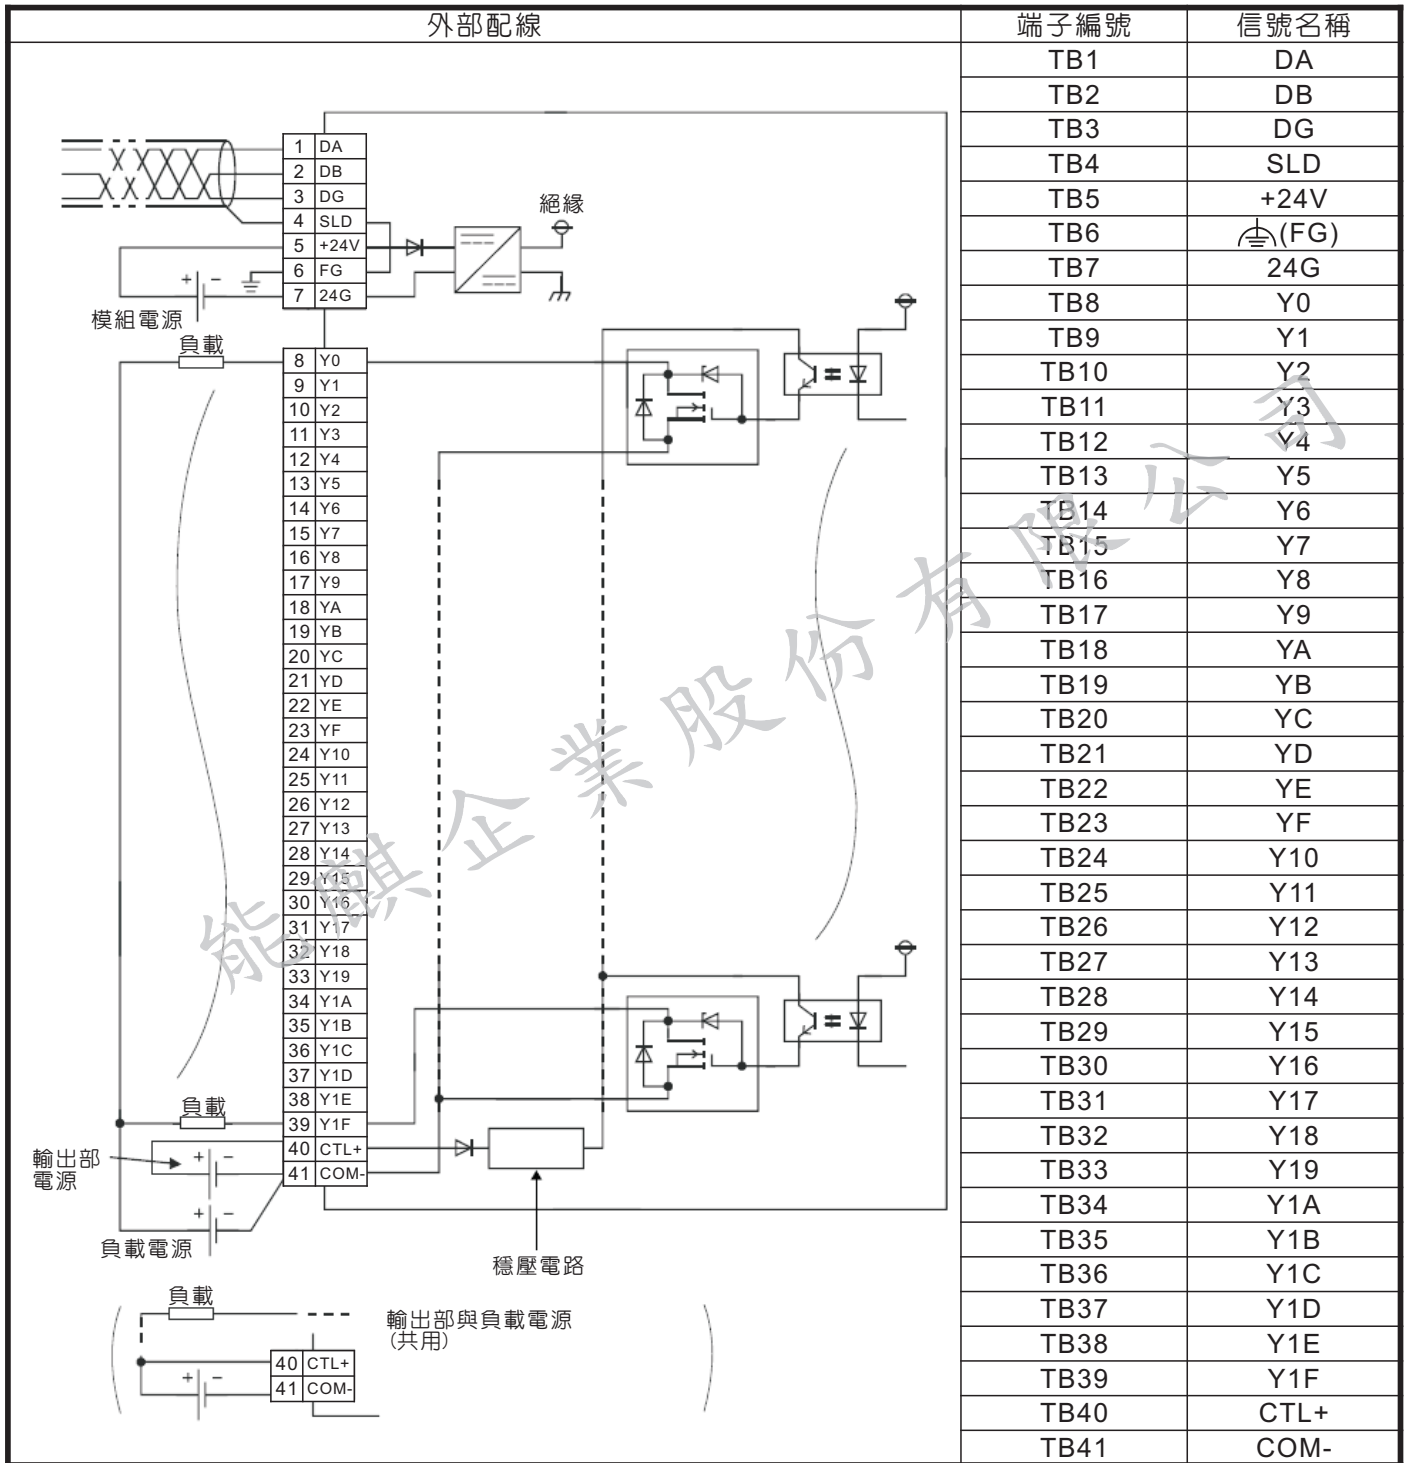 外部配線
端子編號 信號名稱
TB1 DA
TB2 DB
TB3 DG
TB4 SLD
TB5 +24V
TB6 (FG)
TB7 24G
TB8 Y0
TB9 Y1
TB10 Y2
TB11 Y3
TB12 Y4
TB13 Y5
TB14 Y6
TB15 Y7
TB16 Y8
TB17 Y9
TB18 YA
TB19 YB
TB20 YC
TB21 YD
TB22 YE
TB23 YF
TB24 Y10
TB25 Y11
TB26 Y12
TB27 Y13
TB28 Y14
TB29 Y15
TB30 Y16
TB31 Y17
TB32 Y18
TB33 Y19
TB34 Y1A
TB35 Y1B
TB36 Y1C
TB37 Y1D
TB38 Y1E
TB39 Y1F
TB40 CTL+
TB41 COM-
1 DA
2 DB
3 DG
4 SLD
5 +24V
6 FG
7 24G
絕緣
+ -
模組電源
負載
8 Y0
9 Y1
10 Y2
11 Y3
12 Y4
13 Y5
14 Y6
15 Y7
16 Y8
17 Y9
18 YA
19 YB
20 YC
21 YD
22 YE
23 YF
24 Y10
25 Y11
26 Y12
27 Y13
28 Y14
29 Y15
30 Y16
31 Y17
32 Y18
33 Y19
34 Y1A
35 Y1B
36 Y1C
37 Y1D
38 Y1E
39 Y1F
40 CTL+
41 COM-
負載
輸出部
電源
+ -
+ -
負載電源
穩壓電路
負載
輸出部與負載電源
(共用)
40 CTL+
41 COM-
+ -
能麒企業股份有限公司